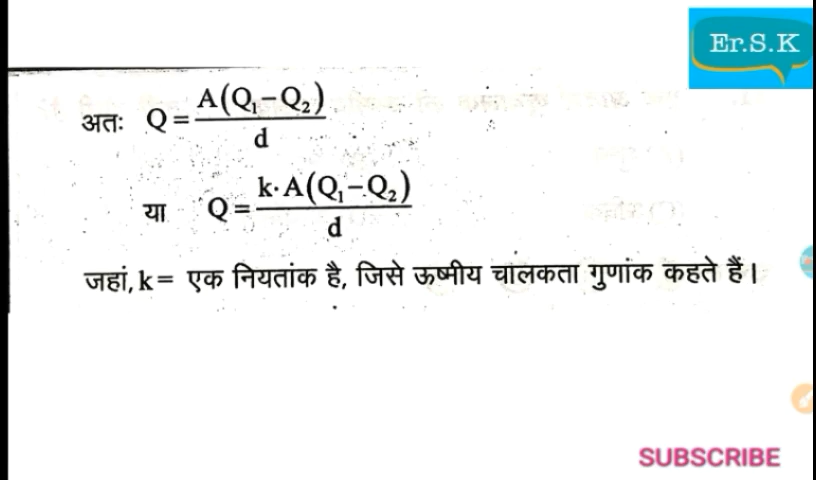 Er.S.K
अतः Q = A(Q₁-Q₂) / d
या Q = k·A(Q₁-Q₂) / d
जहां, k = एक नियतांक है, जिसे ऊष्मीय चालकता गुणांक कहते हैं।
SUBSCRIBE